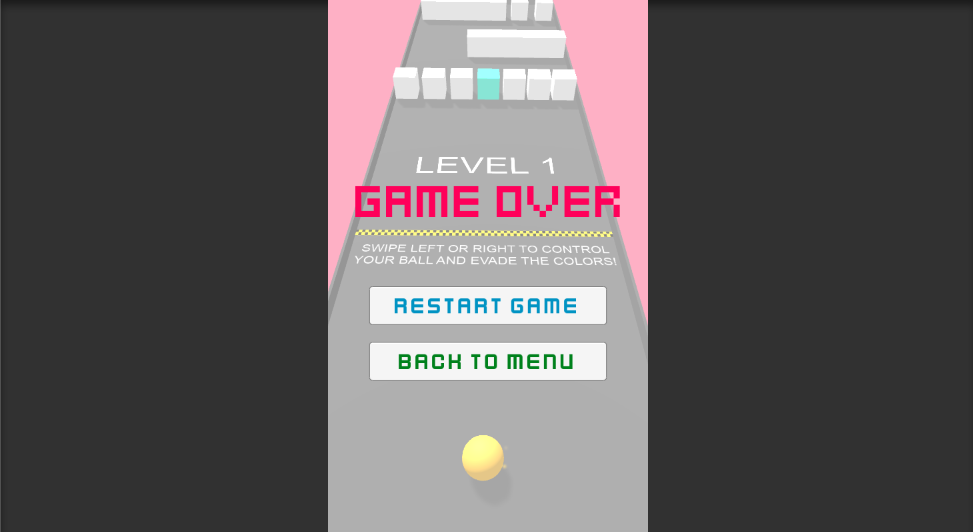 LEVEL 1
GAME OVER
SWIPE LEFT OR RIGHT TO CONTROL
YOUR BALL AND EVADE THE COLORS!
RESTART GAME
BACK TO MENU